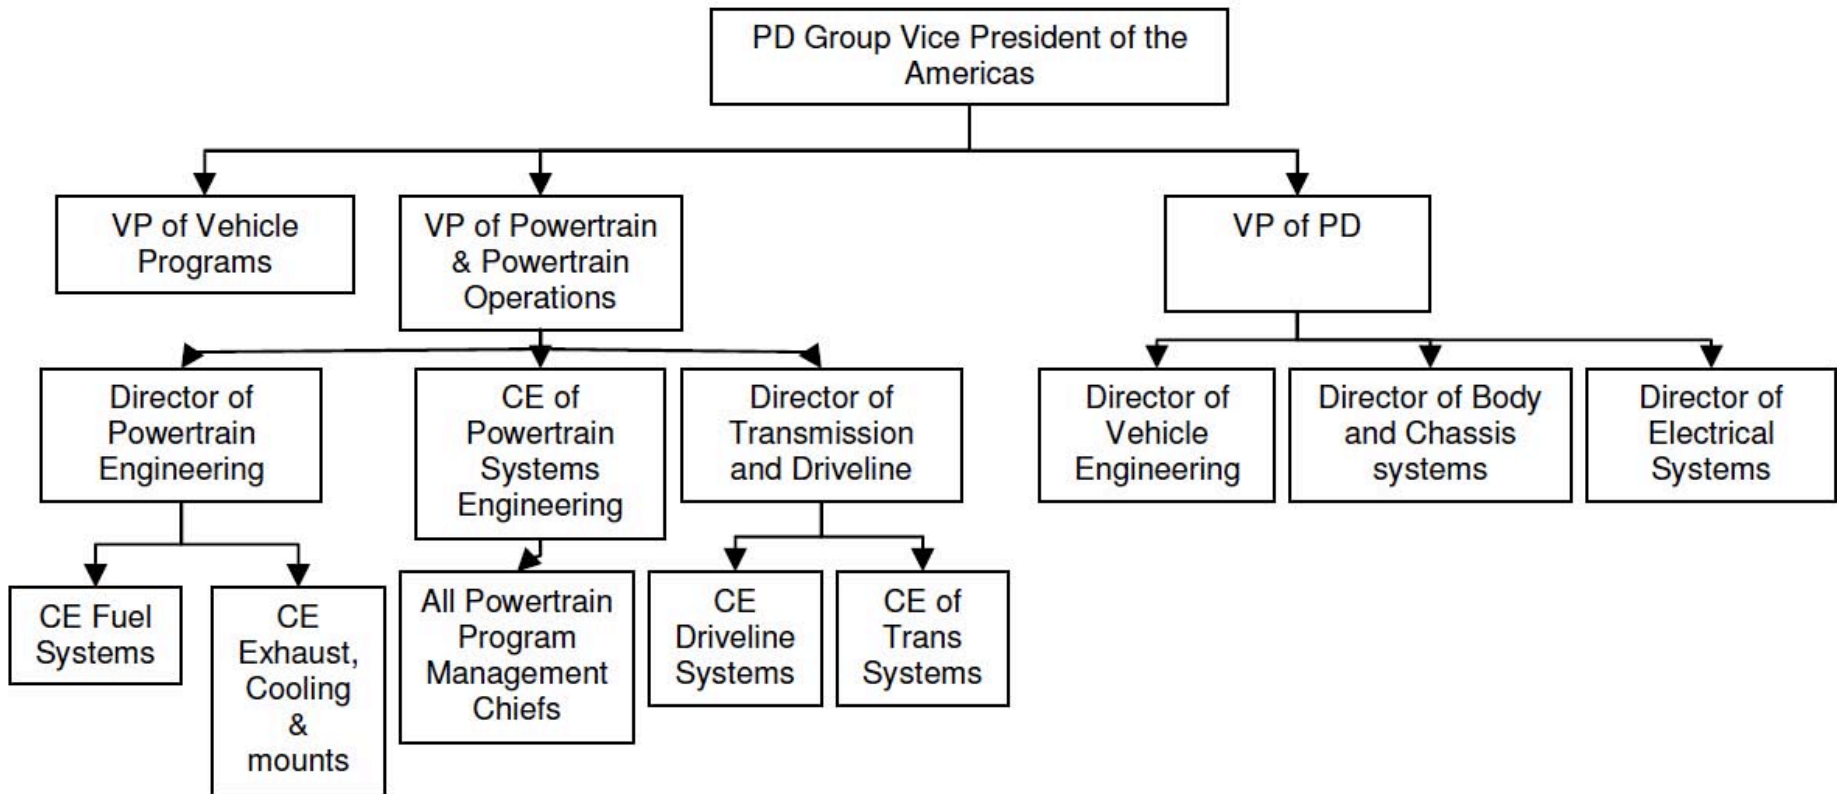 PD Group Vice President of the
Americas
VP of Vehicle
Programs
VP of Powertrain
& Powertrain
Operations
VP of PD
Director of
Powertrain
Engineering
CE of
Powertrain
Systems
Engineering
Director of
Transmission
and Driveline
Director of
Vehicle
Engineering
Director of Body
and Chassis
systems
Director of
Electrical
Systems
CE Fuel
Systems
CE
Exhaust,
Cooling
&
mounts
All Powertrain
Program
Management
Chiefs
CE
Driveline
Systems
CE of
Trans
Systems